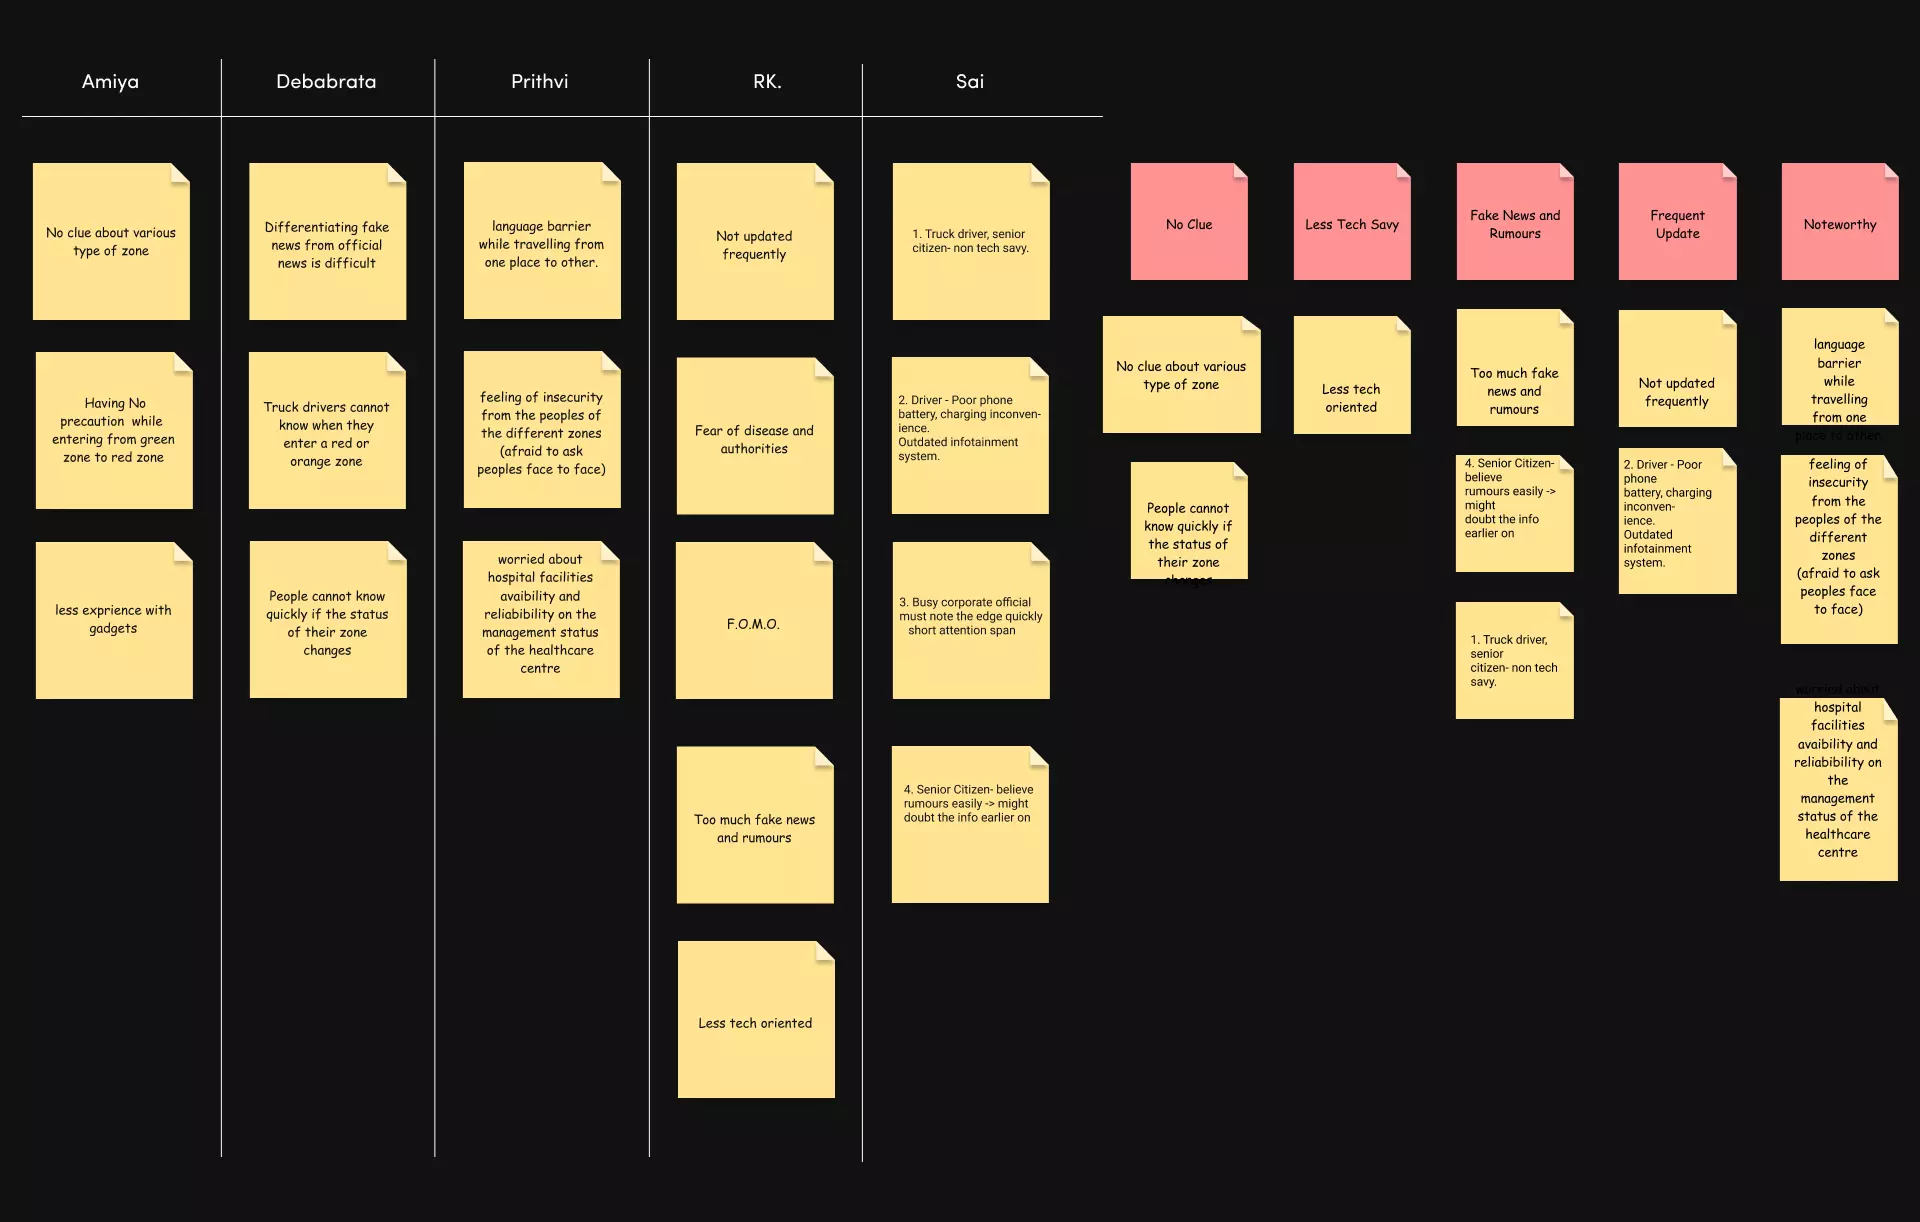 Amiya
Debabrata
Prithvi
RK.
Sai
No clue about various
type of zone
Having No
precaution  while
entering from green
zone to red zone
less exprience with
gadgets
Differentiating fake
news from official
news is difficult
Truck drivers cannot
know when they
enter a red or
orange zone
People cannot know
quickly if the status
of their zone
changes
language barrier
while travelling from
one place to other.
feeling of insecurity
from the peoples of
the different zones
(afraid to ask
peoples face to face)
worried about
hospital facilities
avaibility and
reliabibility on the
management status
of the healthcare
centre
Not updated
frequently
Fear of disease and
authorities
F.O.M.O.
Too much fake news
and rumours
Less tech oriented
1. Truck driver, senior
citizen- non tech savy.
2. Driver - Poor phone
battery, charging inconven-
ience.
Outdated infotainment
system.
3. Busy corporate official
must note the edge quickly
short attention span
4. Senior Citizen- believe
rumours easily -> might
doubt the info earlier on
No Clue
No clue about various
type of zone
People cannot
know quickly if
the status of
their zone
changes
Less Tech Savy
Less tech
oriented
Fake News and
Rumours
Too much fake
news and
rumours
4. Senior Citizen-
believe
rumours easily ->
might
doubt the info
earlier on
1. Truck driver,
senior
citizen- non tech
savy.
Frequent
Update
Not updated
frequently
2. Driver - Poor
phone
battery, charging
inconven-
ience.
Outdated
infotainment
system.
Noteworthy
language
barrier
while
travelling
from one
place to other.
feeling of
insecurity
from the
peoples of the
different
zones
(afraid to ask
peoples face
to face)
worried about
hospital
facilities
avaibility and
reliabibility on
the
management
status of the
healthcare
centre